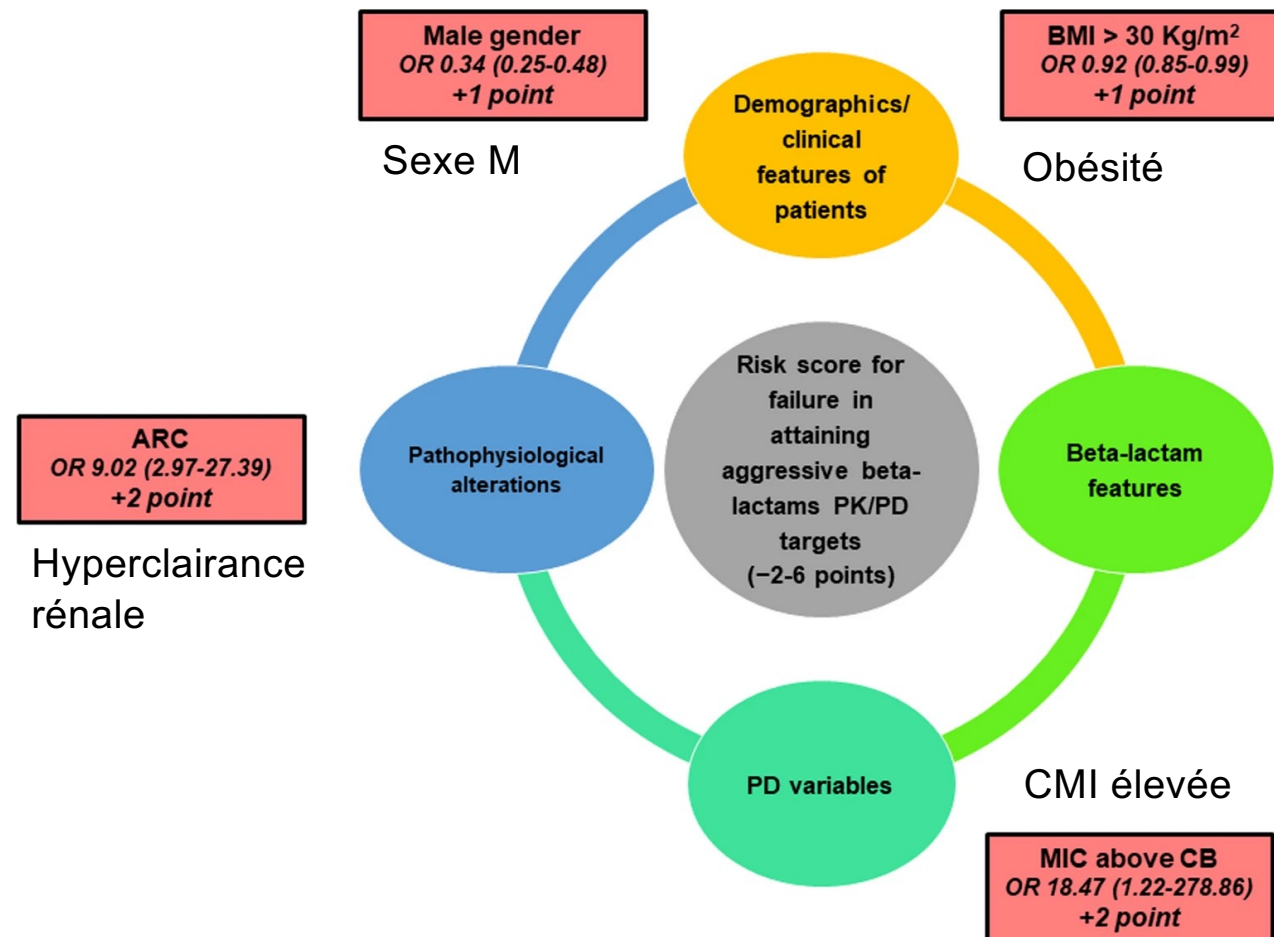 Male gender
OR 0.34 (0.25-0.48)
+1 point
Sexe M
BMI > 30 Kg/m²
OR 0.92 (0.85-0.99)
+1 point
Obésité
Demographics/
clinical
features of
patients
ARC
OR 9.02 (2.97-27.39)
+2 point
Hyperclairance
rénale
Pathophysiological
alterations
Risk score for
failure in
attaining
aggressive beta-
lactams PK/PD
targets
(−2-6 points)
Beta-lactam
features
PD variables
CMI élevée
MIC above CB
OR 18.47 (1.22-278.86)
+2 point